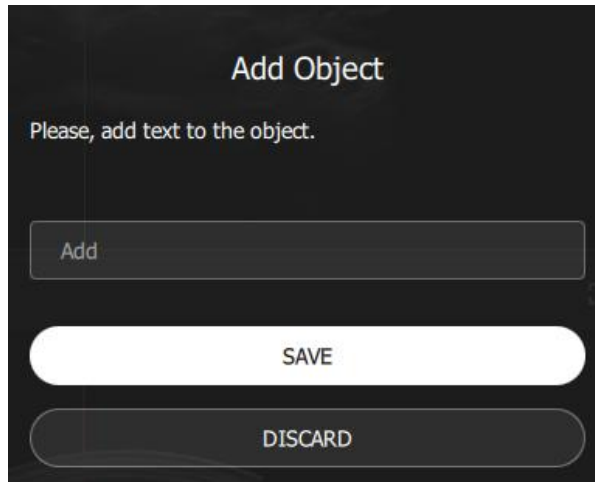 Add Object
Please, add text to the object.
Add
SAVE
DISCARD